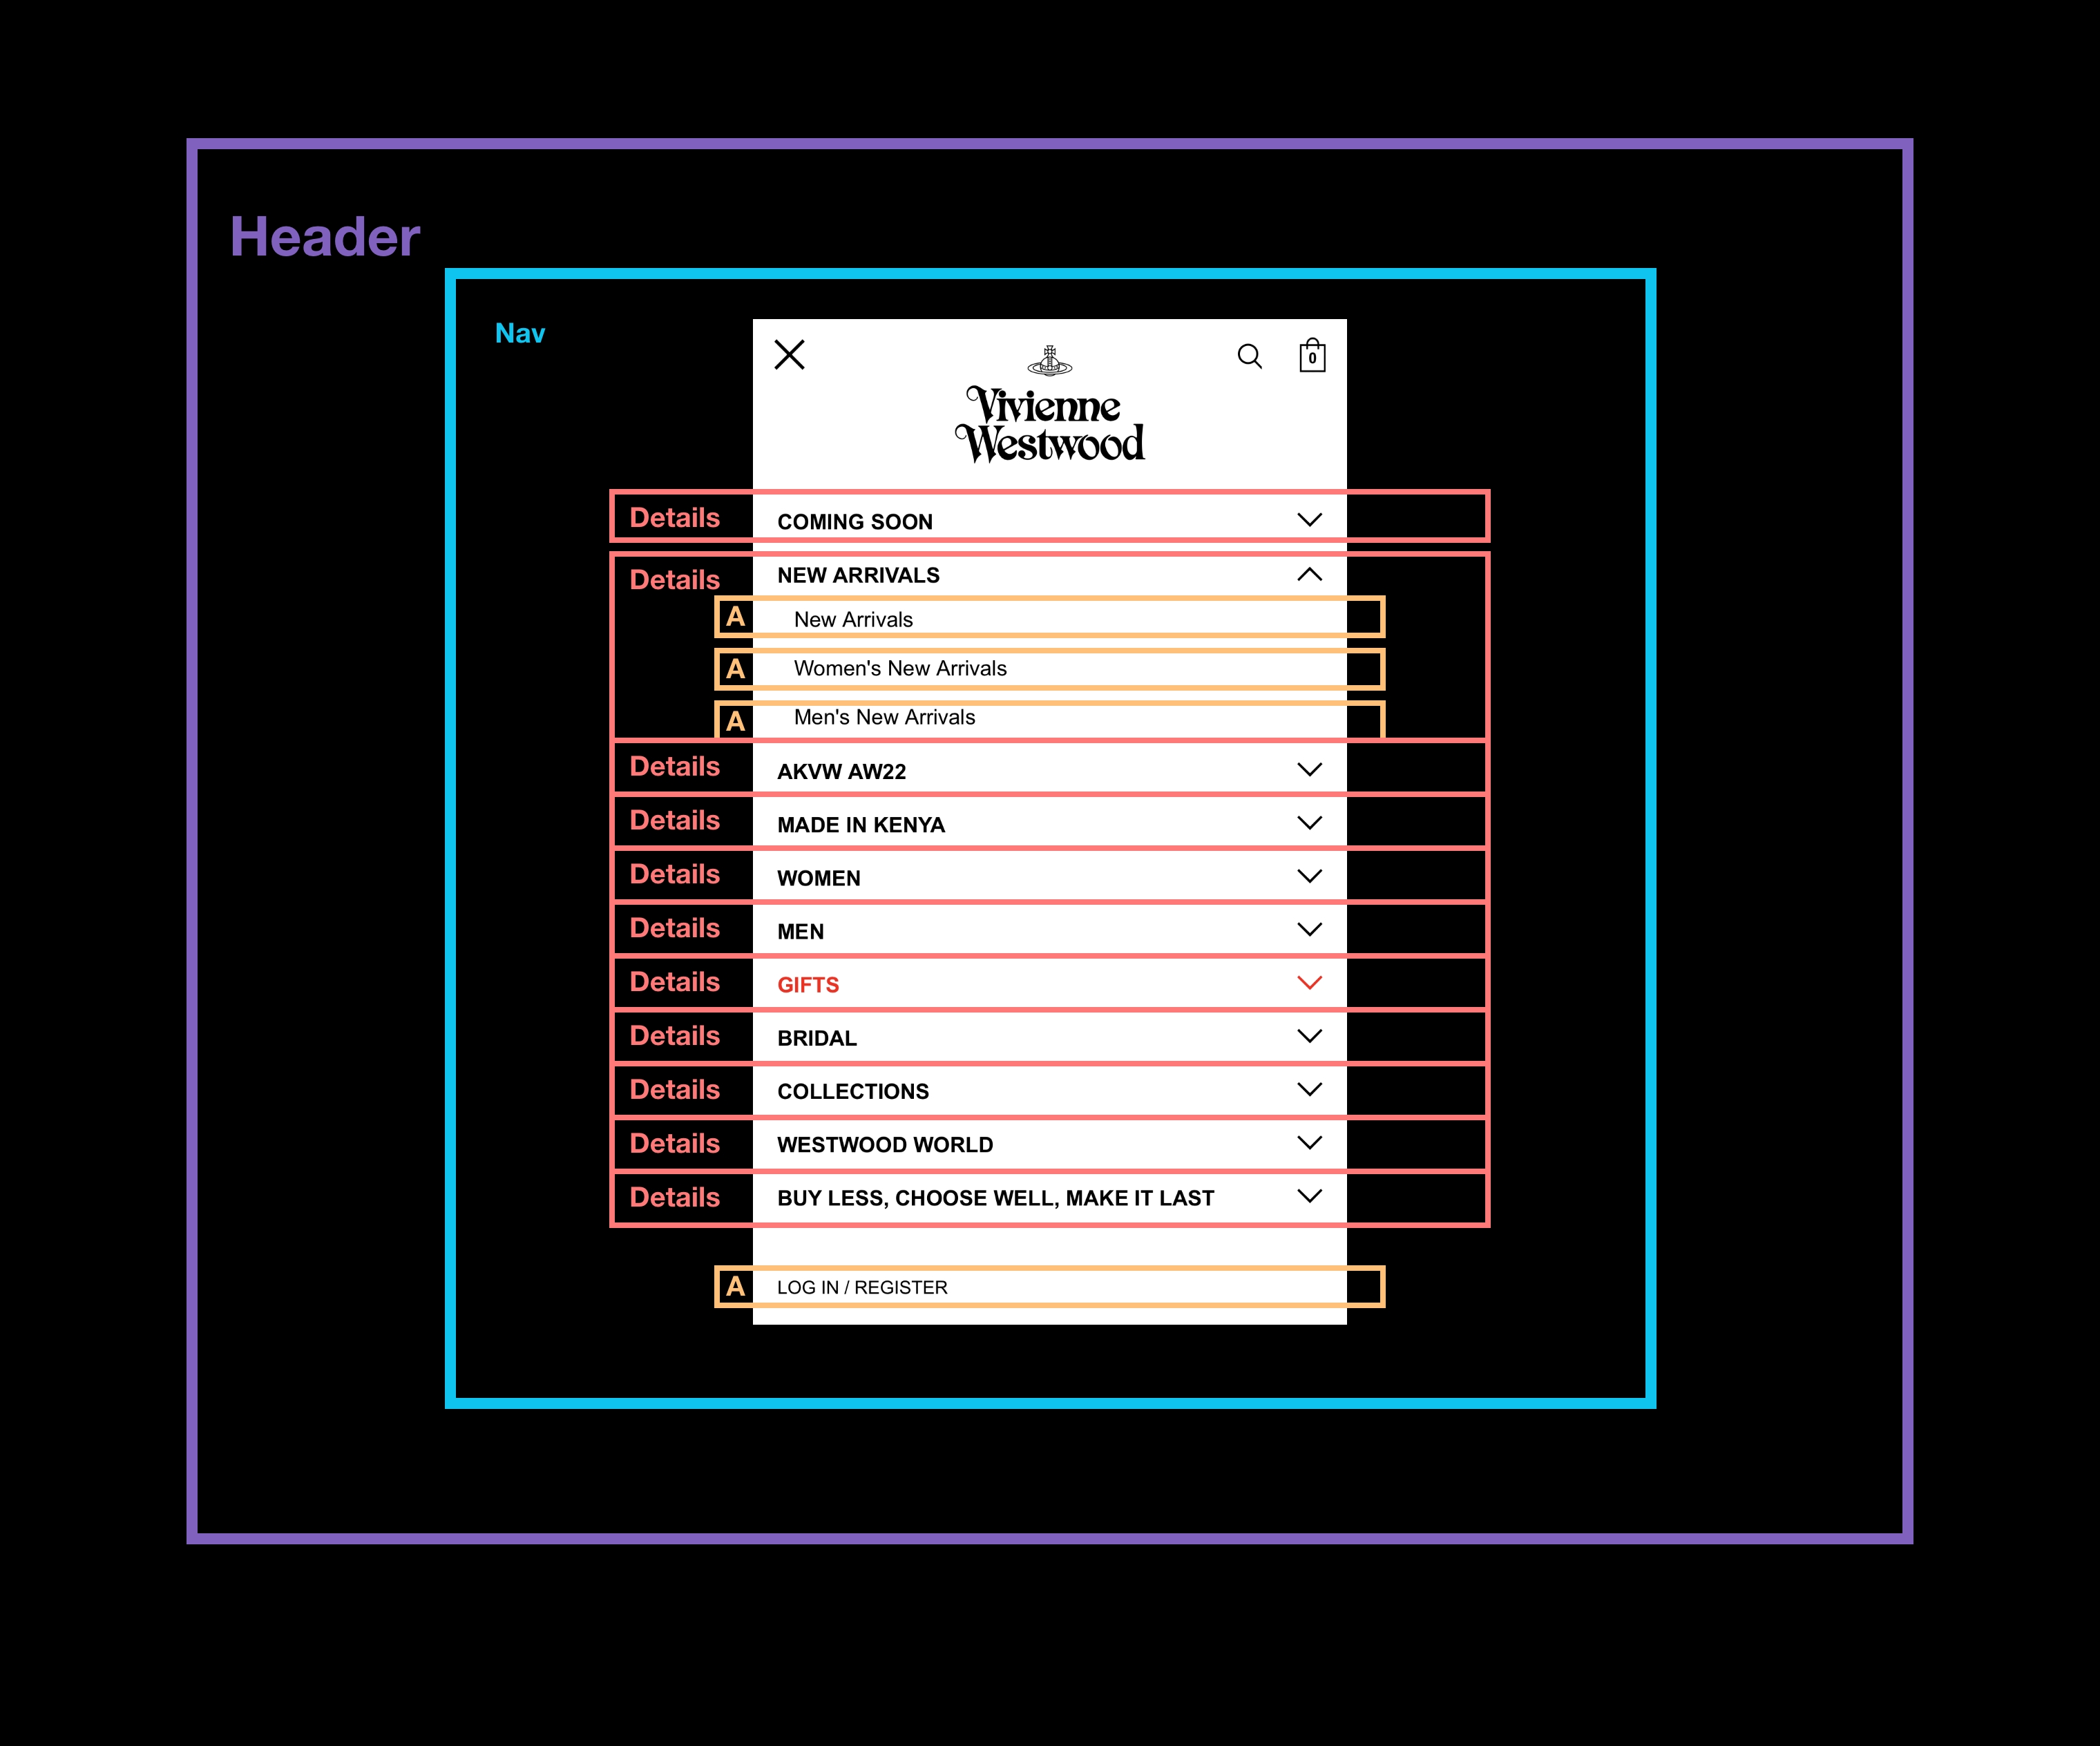 Header
Nav
0
Vivienne
Westwood
Details COMING SOON
Details NEW ARRIVALS
A New Arrivals
A Women's New Arrivals
A Men's New Arrivals
Details AKVW AW22
Details MADE IN KENYA
Details WOMEN
Details MEN
Details GIFTS
Details BRIDAL
Details COLLECTIONS
Details WESTWOOD WORLD
Details BUY LESS, CHOOSE WELL, MAKE IT LAST
A LOG IN / REGISTER